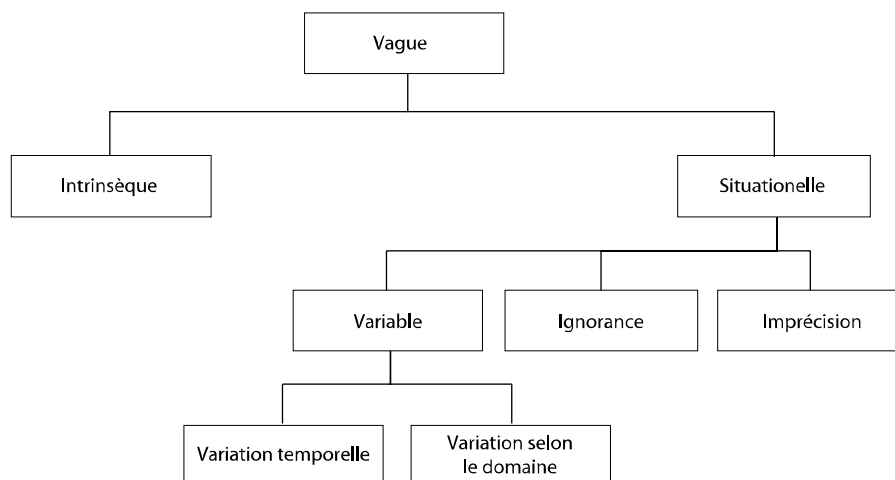 Vague
Intrinsèque
Situationelle
Variable
Ignorance
Imprécision
Variation temporelle
Variation selon
le domaine